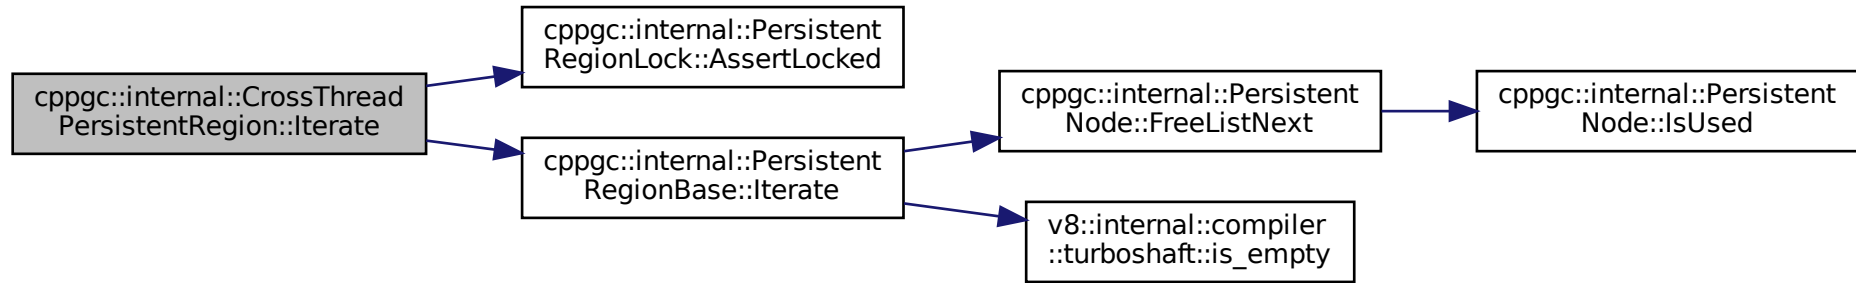 cppgc::internal::CrossThread
PersistentRegion::Iterate
cppgc::internal::Persistent
RegionLock::AssertLocked
cppgc::internal::Persistent
RegionBase::Iterate
cppgc::internal::Persistent
Node::FreeListNext
v8::internal::compiler
::turboshaft::is_empty
cppgc::internal::Persistent
Node::IsUsed